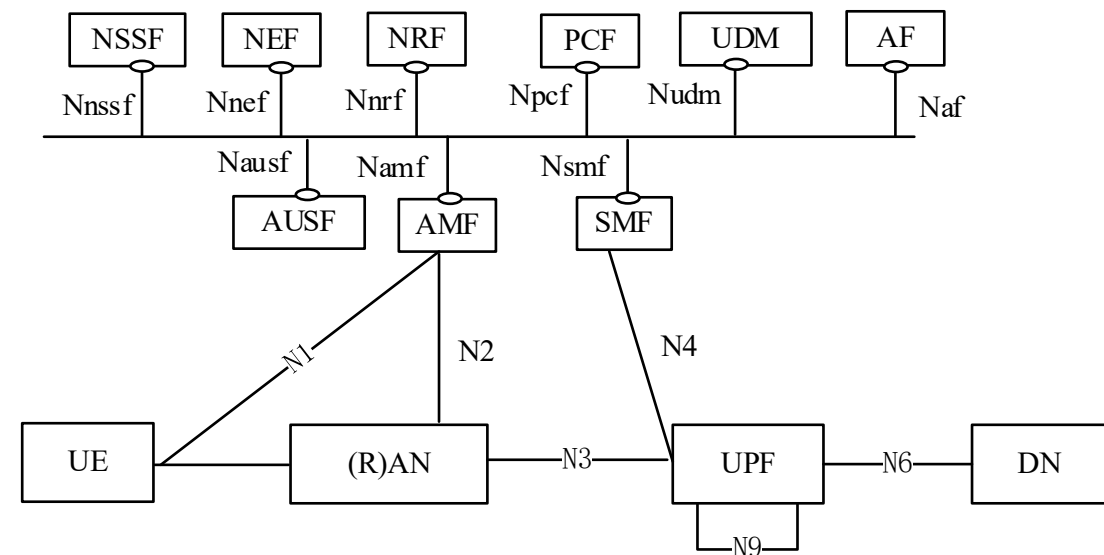 NSSF NEF NRF PCF UDM AF
Nnssf Nnef Nnrf Npcf Nudm Naf
Nausf Namf Nsmf
AUSF AMF SMF
N1 N2 N4
UE (R)AN N3 UPF N6 DN
N9